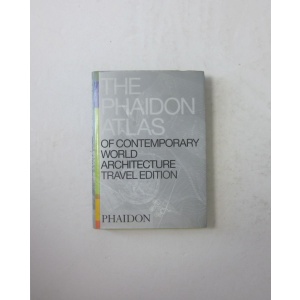 THE
PHAIDON
ATLAS
OF CONTEMPORARY
WORLD
ARCHITECTURE
TRAVEL EDITION
PHAIDON